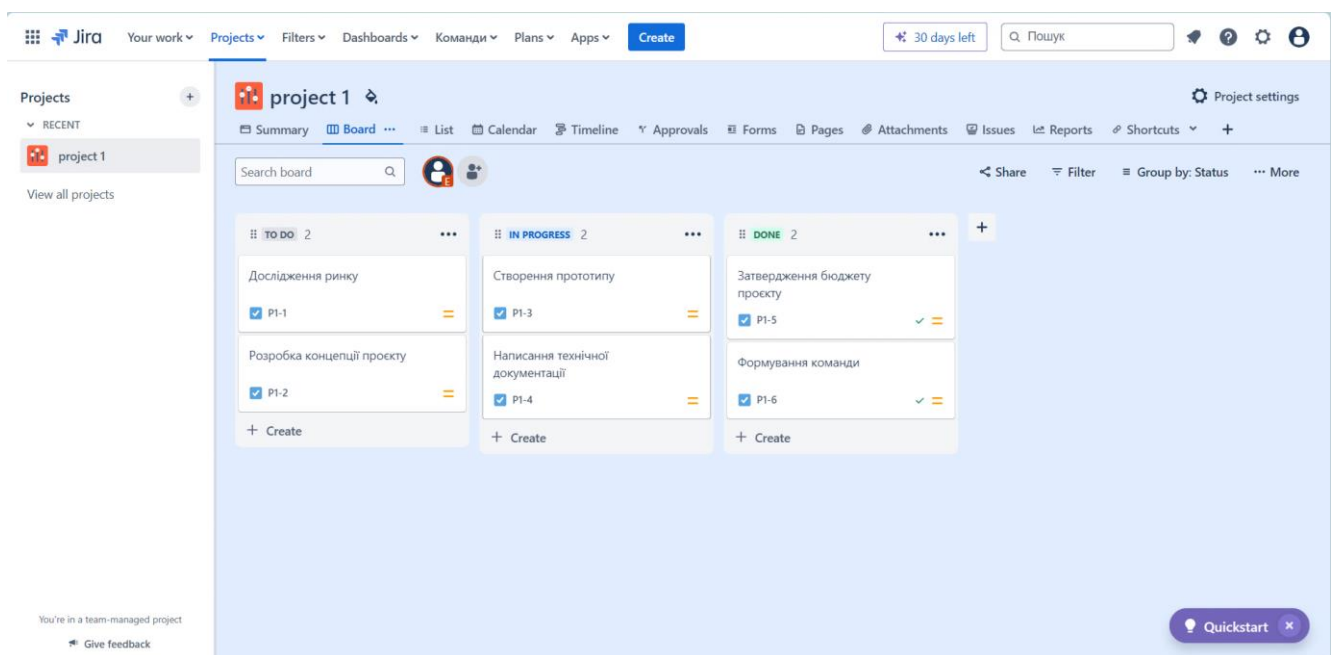 Jira Your work Projects Filters Dashboards Команди Plans Apps Create 30 days left Пошук
Projects
RECENT
project 1
View all projects
project 1
Project settings
Summary Board List Calendar Timeline Approvals Forms Pages Attachments Issues Reports Shortcuts
Search board
E
Share Filter Group by: Status More
TO DO 2
Дослідження ринку
P1-1
Розробка концепції проєкту
P1-2
Create
IN PROGRESS 2
Створення прототипу
P1-3
Написання технічної
документації
P1-4
Create
DONE 2
Затвердження бюджету
проєкту
P1-5
Формування команди
P1-6
Create
You're in a team-managed project
Give feedback
Quickstart